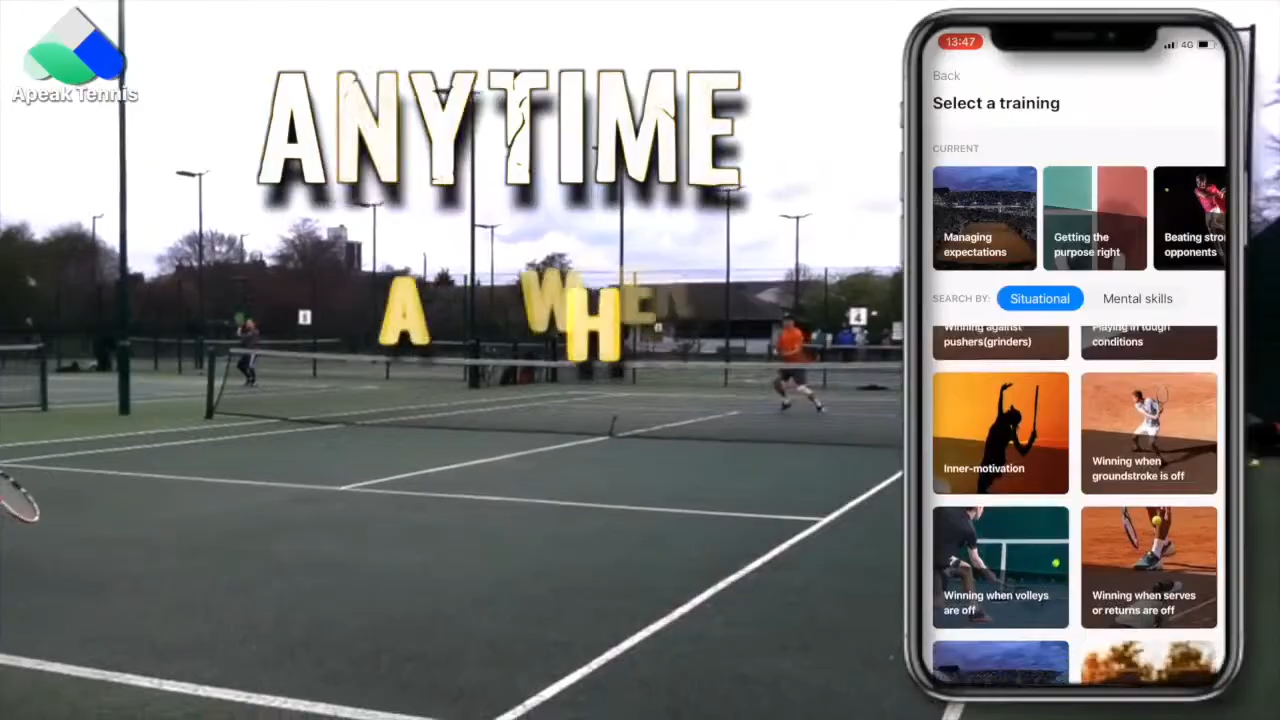 Apeak Tennis
ANYTIME
A WHEN
13:47
4G
Back
Select a training
CURRENT
Managing
expectations
Getting the
purpose right
Beating stro
opponents
SEARCH BY:
Situational
Mental skills
Winning against
pushers(grinders)
Playing in tough
conditions
Inner-motivation
Winning when
groundstroke is off
Winning when volleys
are off
Winning when serves
or returns are off
4